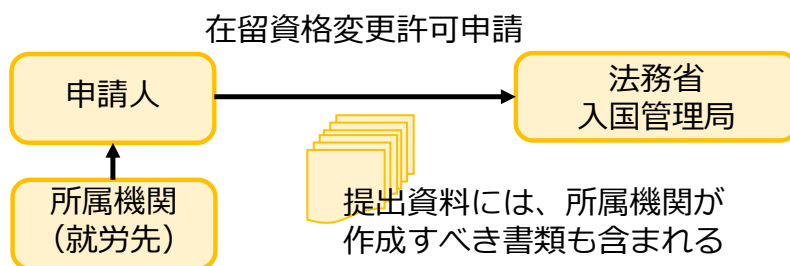 在留資格変更許可申請
申請人
法務省
入国管理局
所属機関
（就労先）
提出資料には、所属機関が
作成すべき書類も含まれる